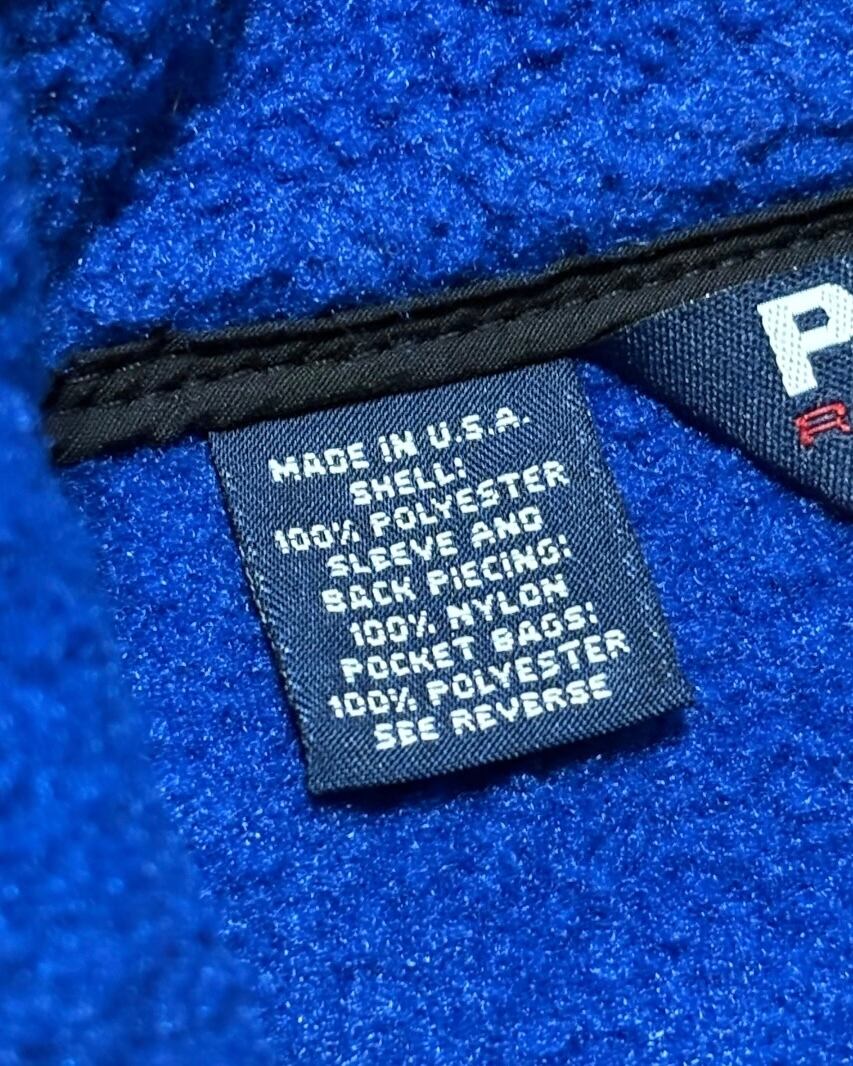 MADE IN U.S.A.
SHELL:
100% POLYESTER
SLEEVE AND
BACK PIECING:
100% NYLON
POCKET BAGS:
100% POLYESTER
SEE REVERSE
P
R